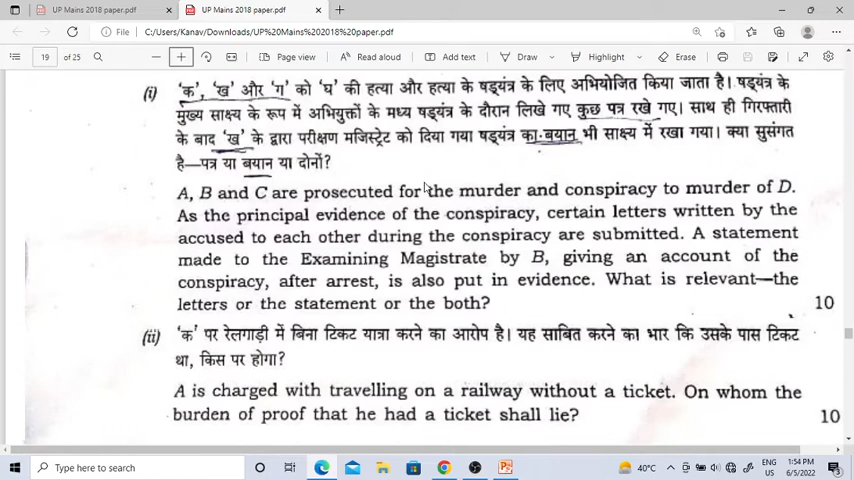 UP Mains 2018 paper.pdf
UP Mains 2018 paper.pdf
File
C:/Users/Kanav/Downloads/UP%20Mains%202018%20paper.pdf
19
of 25
Page view
Read aloud
Add text
Draw
Highlight
Erase
(i) 'क', 'ख' और 'ग' को 'घ' की हत्या और हत्या के लिए षड्यंत्र के लिए अभियोजित किया जाता है। षड्यंत्र के
मुख्य साक्ष्य के रूप में अभियुक्तों के मध्य षड्यंत्र के दौरान लिखे गए कुछ पत्र रखे गए। साथ ही गिरफ्तारी
के बाद 'ख' के द्वारा परीक्षण मजिस्ट्रेट को दिया गया षड्यंत्र का बयान भी साक्ष्य में रखा गया। क्या सुसंगत
है—पत्र या बयान या दोनों?
A, B and C are prosecuted for the murder and conspiracy to murder of D.
As the principal evidence of the conspiracy, certain letters written by the
accused to each other during the conspiracy are submitted. A statement
made to the Examining Magistrate by B, giving an account of the
conspiracy, after arrest, is also put in evidence. What is relevant—the
letters or the statement or the both?
10
(ii) 'क' पर रेलगाड़ी में बिना टिकट यात्रा करने का आरोप है। यह साबित करने का भार कि उसके पास टिकट
था, किस पर होगा?
A is charged with travelling on a railway without a ticket. On whom the
burden of proof that he had a ticket shall lie?
10
Type here to search
40°C
ENG
US
1:54 PM
6/5/2022